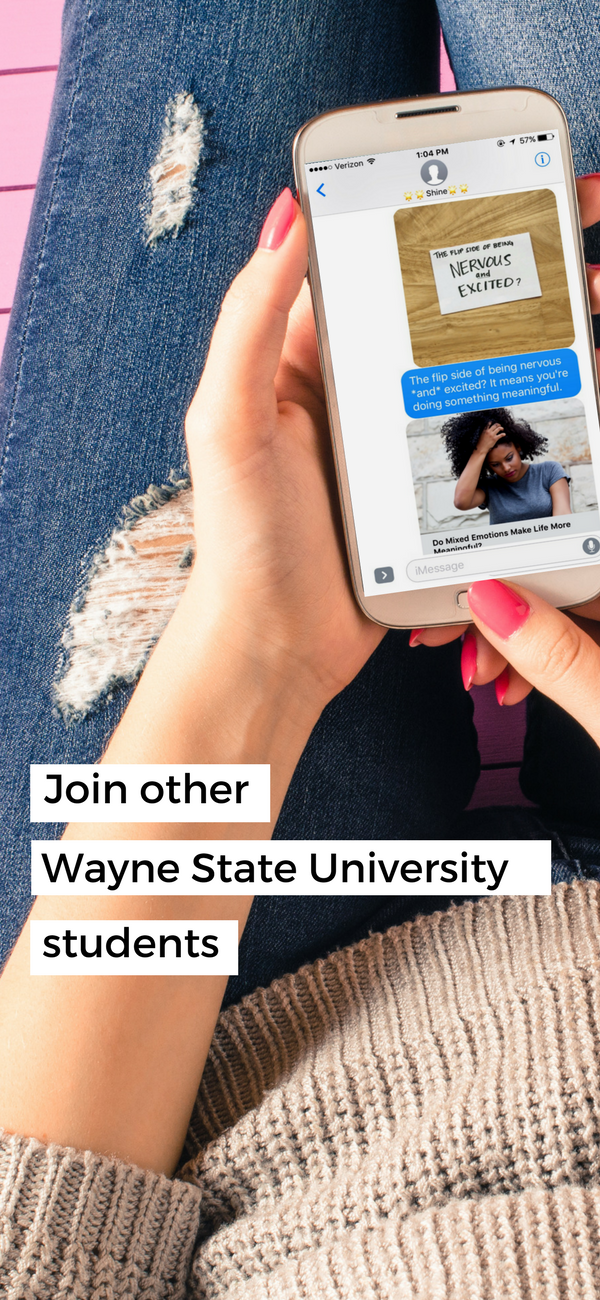 Verizon
1:04 PM
57%
Shine
THE FLIP SIDE OF BEING
NERVOUS
and
EXCITED?
The flip side of being nervous
*and* excited? It means you're
doing something meaningful.
Do Mixed Emotions Make Life More
Meaningful?
iMessage
Join other
Wayne State University
students